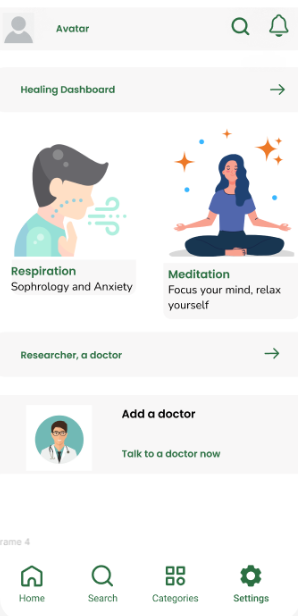 Avatar
Healing Dashboard
Respiration
Sophrology and Anxiety
Meditation
Focus your mind, relax
yourself
Researcher, a doctor
Add a doctor
Talk to a doctor now
rame 4
Home
Search
Categories
Settings